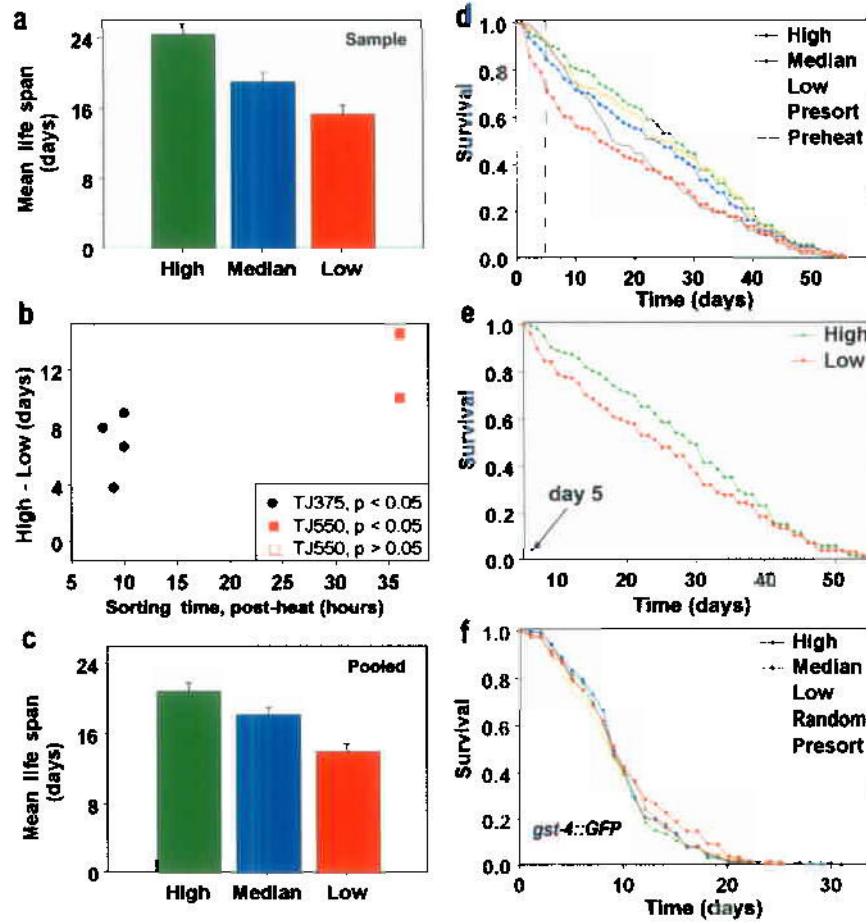 a
Sample
Mean life span
(days)
24
16
8
0
High Median Low
b
High - Low (days)
12
8
4
0
TJ375, p < 0.05
TJ550, p < 0.05
TJ550, p > 0.05
5 10 15 20 25 30 35
Sorting time, post-heat (hours)
c
Pooled
Mean life span
(days)
24
16
8
0
High Median Low
d
Survival
1.0
0.8
0.6
0.4
0.2
0.0
High
Median
Low
Presort
Preheat
0 10 20 30 40 50
Time (days)
e
Survival
1.0
0.8
0.6
0.4
0.2
0.0
High
Low
day 5
10 20 30 40 50
Time (days)
f
Survival
1.0
0.8
0.6
0.4
0.2
0.0
High
Median
Low
Random
Presort
gst-4::GFP
0 10 20 30
Time (days)